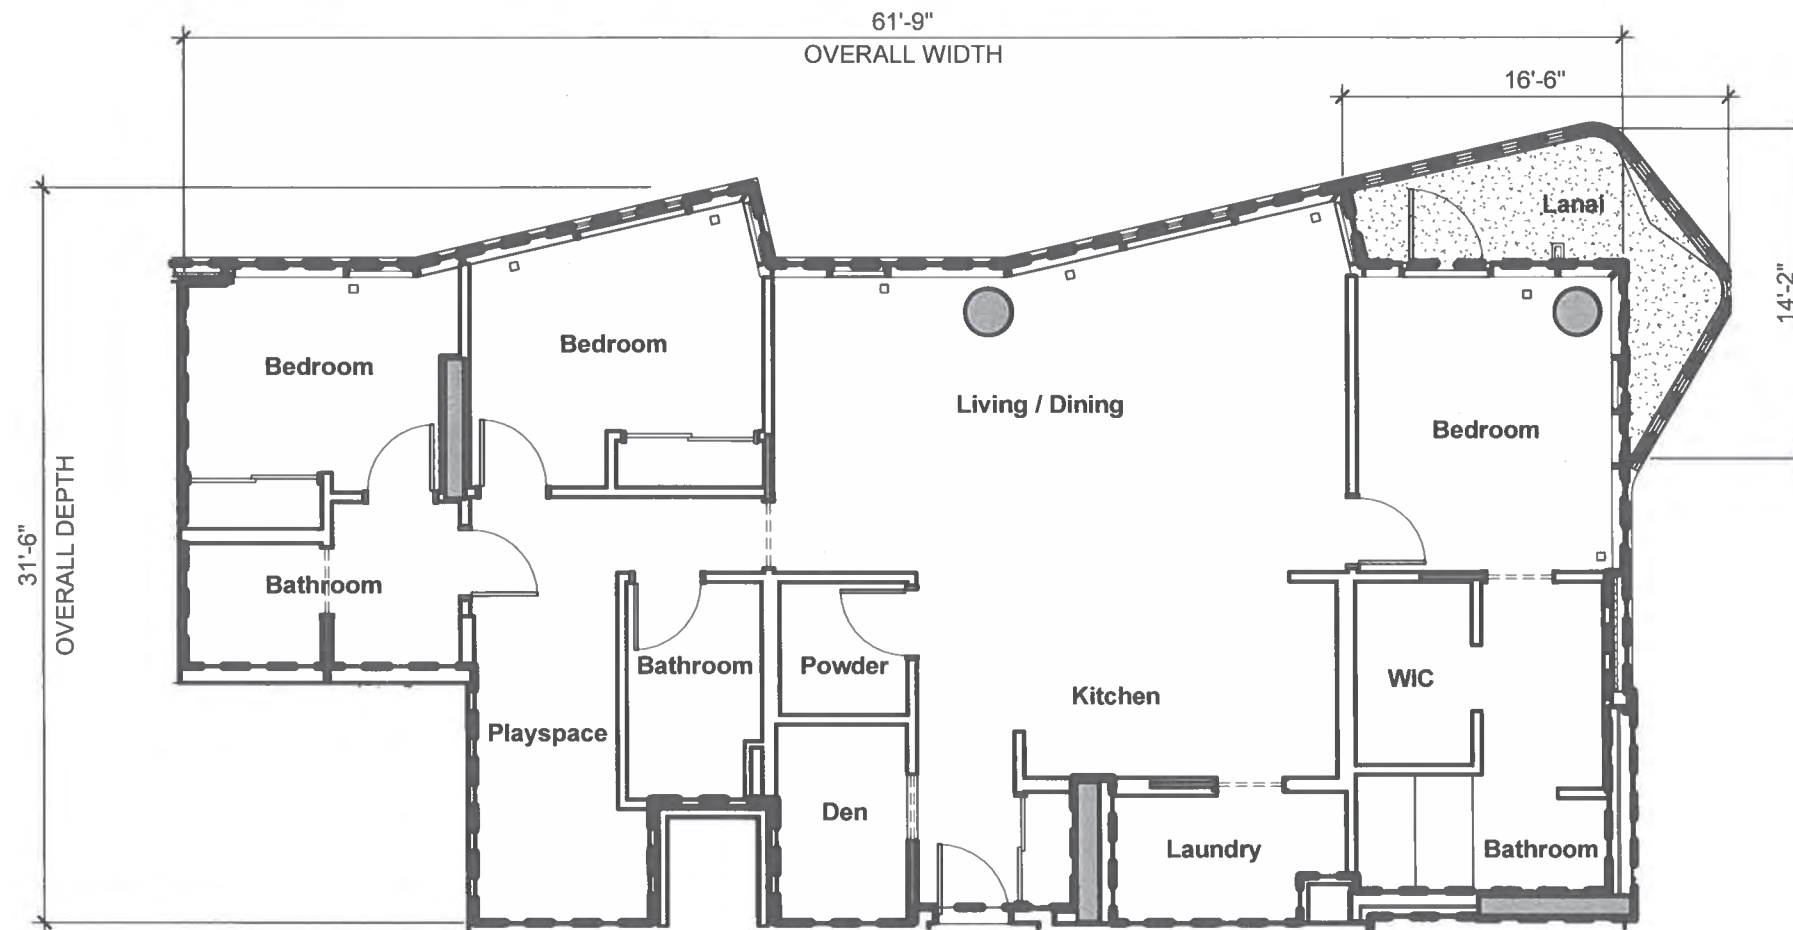 61'-9"
OVERALL WIDTH
16'-6"
Lanai
14'-2"
Bedroom
Bedroom
Living / Dining
Bedroom
31'-6"
OVERALL DEPTH
Bathroom
Bathroom
Powder
WIC
Kitchen
Playspace
Den
Laundry
Bathroom